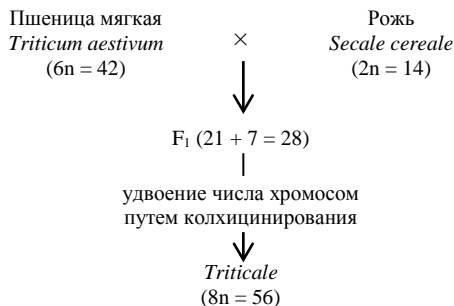 Пшеница мягкая
Triticum aestivum
(6n = 42)
×
Рожь
Secale cereale
(2n = 14)
F₁ (21 + 7 = 28)
удвоение числа хромосом
путем колхицинирования
Triticale
(8n = 56)